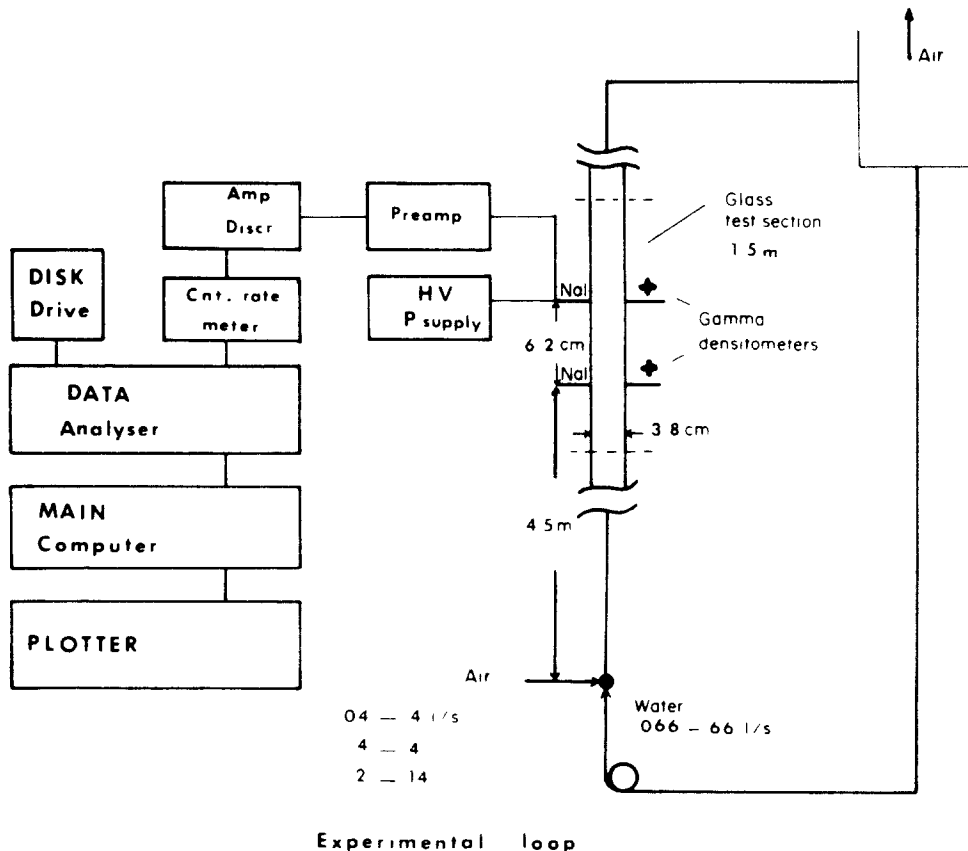 Air
Amp
Discr
Preamp
Glass
test section
1 5 m
DISK
Drive
Cnt. rate
meter
HV
P supply
NaI
Gamma
densitometers
6 2 cm
NaI
DATA
Analyser
3 8 cm
MAIN
Computer
4 5 m
PLOTTER
Air
Water
066 – 66 l/s
04 – 4 l/s
4 – 4
2 – 14
Experimental loop